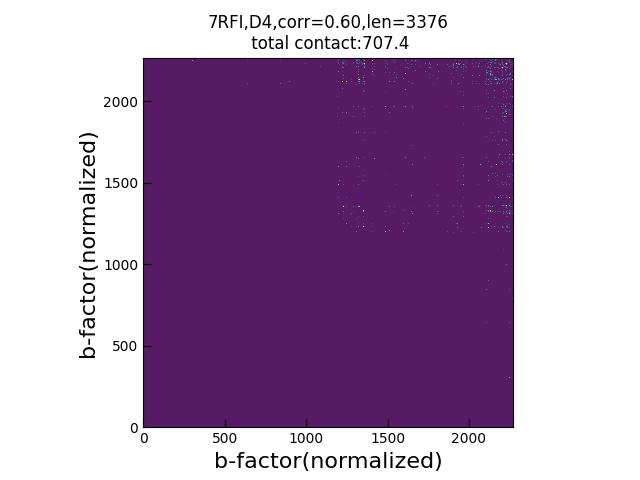 7RFI,D4,corr=0.60,len=3376
total contact:707.4
2000
1500
1000
500
0
b-factor(normalized)
0 500 1000 1500 2000
b-factor(normalized)